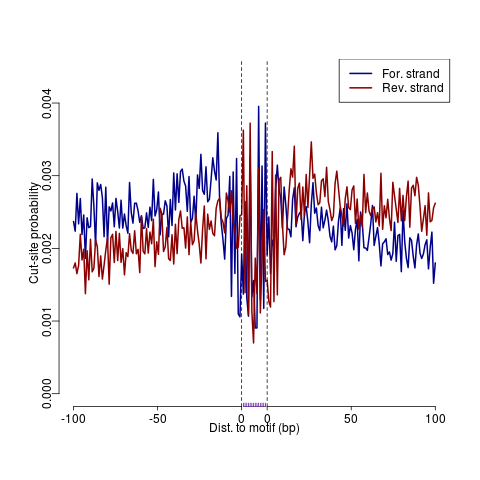 For. strand
Rev. strand
Cut-site probability
0.004
0.003
0.002
0.001
0.000
-100 -50 0 0 50 100
Dist. to motif (bp)